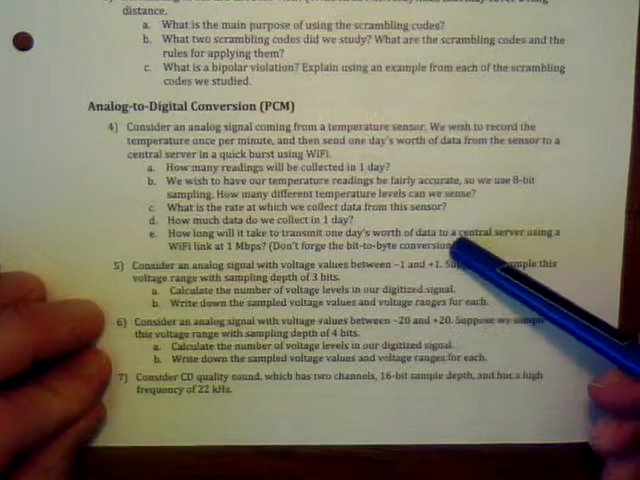 distance.
a. What is the main purpose of using the scrambling codes?
b. What two scrambling codes did we study? What are the scrambling codes and the
rules for applying them?
c. What is a bipolar violation? Explain using an example from each of the scrambling
codes we studied.
Analog-to-Digital Conversion (PCM)
4) Consider an analog signal coming from a temperature sensor. We wish to record the
temperature once per minute, and then send one day's worth of data from the sensor to a
central server in a quick burst using WiFi.
a. How many readings will be collected in 1 day?
b. We wish to have our temperature readings be fairly accurate, so we use 8-bit
sampling. How many different temperature levels can we sense?
c. What is the rate at which we collect data from this sensor?
d. How much data do we collect in 1 day?
e. How long will it take to transmit one day's worth of data to a central server using a
WiFi link at 1 Mbps? (Don't forge the bit-to-byte conversion
5) Consider an analog signal with voltage values between −1 and +1. this
voltage range with sampling depth of 3 bits.
a. Calculate the number of voltage levels in our digitized signal.
b. Write down the sampled voltage values and voltage ranges for each.
6) Consider an analog signal with voltage values between −20 and +20. Suppose we sample
this voltage range with sampling depth of 4 bits.
a. Calculate the number of voltage levels in our digitized signal
b. Write down the sampled voltage values and voltage ranges for each.
7) Consider CD quality sound, which has two channels, 16-bit sample depth, and has a high
frequency of 22 kHz.